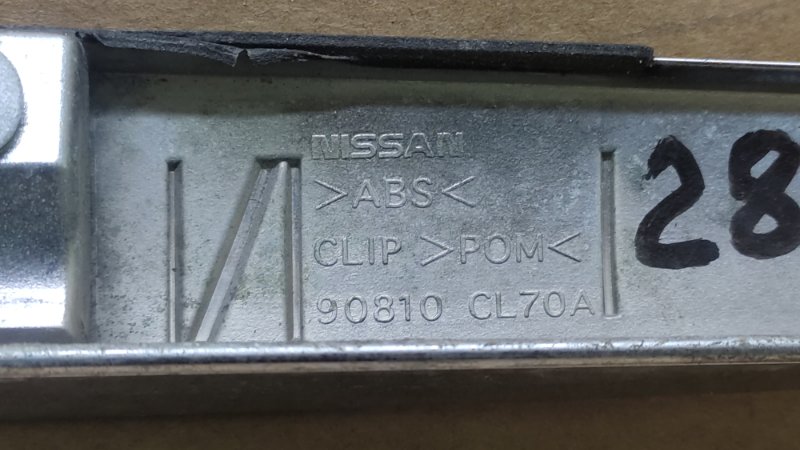 NISSAN
>ABS<
CLIP >POM<
90810 CL70A
28